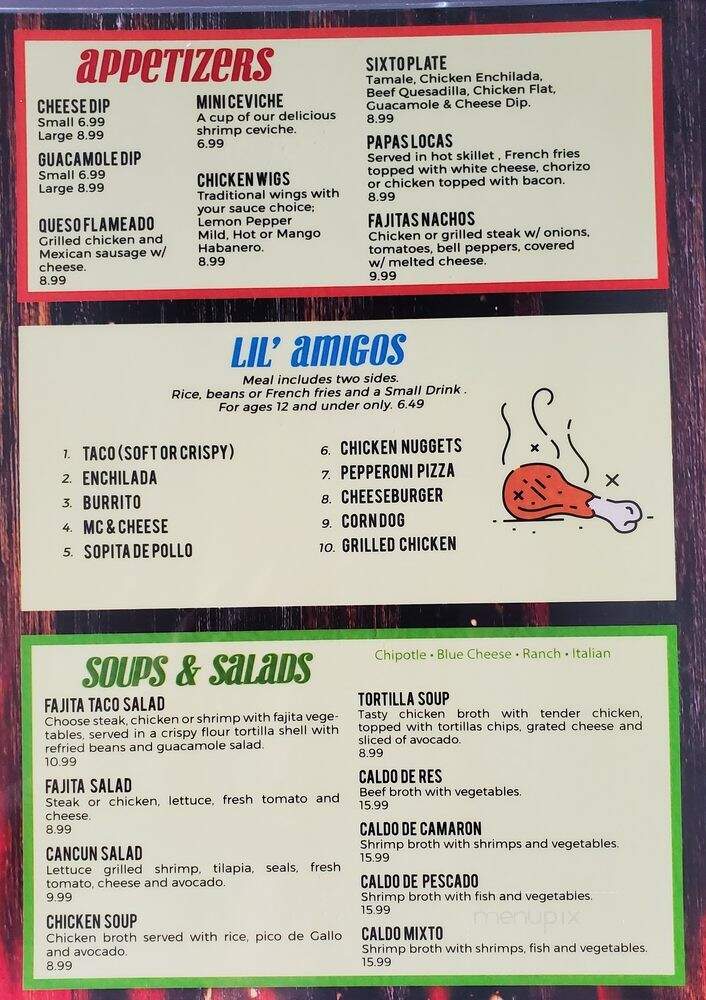 APPETIZERS
CHEESE DIP
Small 6.99
Large 8.99
GUACAMOLE DIP
Small 6.99
Large 8.99
QUESO FLAMEADO
Grilled chicken and
Mexican sausage w/
cheese.
8.99
MINI CEVICHE
A cup of our delicious
shrimp ceviche.
6.99
CHICKEN WIGS
Traditional wings with
your sauce choice;
Lemon Pepper
Mild, Hot or Mango
Habanero.
8.99
SIXTO PLATE
Tamale, Chicken Enchilada,
Beef Quesadilla, Chicken Flat,
Guacamole & Cheese Dip.
8.99
PAPAS LOCAS
Served in hot skillet , French fries
topped with white cheese, chorizo
or chicken topped with bacon.
8.99
FAJITAS NACHOS
Chicken or grilled steak w/ onions,
tomatoes, bell peppers, covered
w/ melted cheese.
9.99
LIL' AMIGOS
Meal includes two sides.
Rice, beans or French fries and a Small Drink .
For ages 12 and under only. 6.49
1. TACO (SOFT OR CRISPY)
2. ENCHILADA
3. BURRITO
4. MC & CHEESE
5. SOPITA DE POLLO
6. CHICKEN NUGGETS
7. PEPPERONI PIZZA
8. CHEESEBURGER
9. CORN DOG
10. GRILLED CHICKEN
SOUPS & SALADS
Chipotle • Blue Cheese • Ranch • Italian
FAJITA TACO SALAD
Choose steak, chicken or shrimp with fajita vege-
tables, served in a crispy flour tortilla shell with
refried beans and guacamole salad.
10.99
FAJITA SALAD
Steak or chicken, lettuce, fresh tomato and
cheese.
8.99
CANCUN SALAD
Lettuce grilled shrimp, tilapia, seals, fresh
tomato, cheese and avocado.
9.99
CHICKEN SOUP
Chicken broth served with rice, pico de Gallo
and avocado.
8.99
TORTILLA SOUP
Tasty chicken broth with tender chicken,
topped with tortillas chips, grated cheese and
sliced of avocado.
8.99
CALDO DE RES
Beef broth with vegetables.
15.99
CALDO DE CAMARON
Shrimp broth with shrimps and vegetables.
15.99
CALDO DE PESCADO
Shrimp broth with fish and vegetables.
15.99
menupix
CALDO MIXTO
Shrimp broth with shrimps, fish and vegetables.
15.99